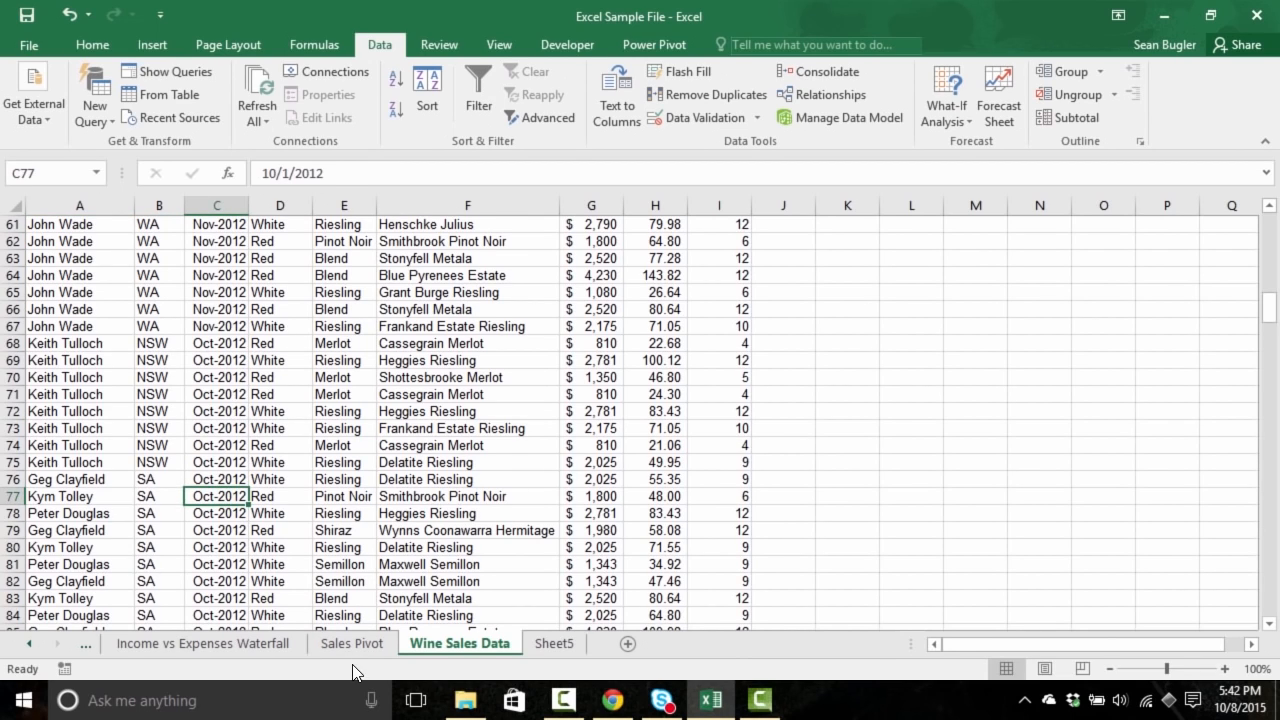 Excel Sample File - Excel
File Home Insert Page Layout Formulas Data Review View Developer Power Pivot Tell me what you want to do... Sean Bugler Share
Get External Data
New Query
Show Queries
From Table
Recent Sources
Get & Transform
Refresh All
Connections
Properties
Edit Links
Connections
Sort
Filter
Clear
Reapply
Advanced
Sort & Filter
Text to Columns
Flash Fill
Remove Duplicates
Data Validation
Consolidate
Relationships
Manage Data Model
Data Tools
What-If Analysis
Forecast Sheet
Forecast
Group
Ungroup
Subtotal
Outline
C77 fx 10/1/2012
A B C D E F G H I J K L M N O P Q
61 John Wade WA Nov-2012 White Riesling Henschke Julius $ 2,790 79.98 12
62 John Wade WA Nov-2012 Red Pinot Noir Smithbrook Pinot Noir $ 1,800 64.80 6
63 John Wade WA Nov-2012 Red Blend Stonyfell Metala $ 2,520 77.28 12
64 John Wade WA Nov-2012 Red Blend Blue Pyrenees Estate $ 4,230 143.82 12
65 John Wade WA Nov-2012 White Riesling Grant Burge Riesling $ 1,080 26.64 6
66 John Wade WA Nov-2012 Red Blend Stonyfell Metala $ 2,520 80.64 12
67 John Wade WA Nov-2012 White Riesling Frankand Estate Riesling $ 2,175 71.05 10
68 Keith Tulloch NSW Oct-2012 Red Merlot Cassegrain Merlot $ 810 22.68 4
69 Keith Tulloch NSW Oct-2012 White Riesling Heggies Riesling $ 2,781 100.12 12
70 Keith Tulloch NSW Oct-2012 Red Merlot Shottesbrooke Merlot $ 1,350 46.80 5
71 Keith Tulloch NSW Oct-2012 Red Merlot Cassegrain Merlot $ 810 24.30 4
72 Keith Tulloch NSW Oct-2012 White Riesling Heggies Riesling $ 2,781 83.43 12
73 Keith Tulloch NSW Oct-2012 White Riesling Frankand Estate Riesling $ 2,175 71.05 10
74 Keith Tulloch NSW Oct-2012 Red Merlot Cassegrain Merlot $ 810 21.06 4
75 Keith Tulloch NSW Oct-2012 White Riesling Delatite Riesling $ 2,025 49.95 9
76 Geg Clayfield SA Oct-2012 White Riesling Delatite Riesling $ 2,025 55.35 9
77 Kym Tolley SA Oct-2012 Red Pinot Noir Smithbrook Pinot Noir $ 1,800 48.00 6
78 Peter Douglas SA Oct-2012 White Riesling Heggies Riesling $ 2,781 83.43 12
79 Geg Clayfield SA Oct-2012 Red Shiraz Wynns Coonawarra Hermitage $ 1,980 58.08 12
80 Kym Tolley SA Oct-2012 White Riesling Delatite Riesling $ 2,025 71.55 9
81 Peter Douglas SA Oct-2012 White Semillon Maxwell Semillon $ 1,343 34.92 9
82 Geg Clayfield SA Oct-2012 White Semillon Maxwell Semillon $ 1,343 47.46 9
83 Kym Tolley SA Oct-2012 Red Blend Stonyfell Metala $ 2,520 80.64 12
84 Peter Douglas SA Oct-2012 White Riesling Delatite Riesling $ 2,025 64.80 9
... Income vs Expenses Waterfall Sales Pivot Wine Sales Data Sheet5
Ready 100%
Ask me anything
5:42 PM
10/8/2015